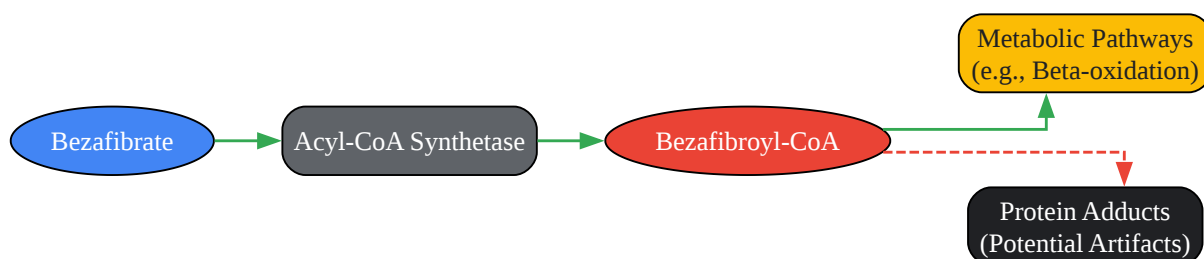 Bezafibrate
Acyl-CoA Synthetase
Bezafibroyl-CoA
Metabolic Pathways
(e.g., Beta-oxidation)
Protein Adducts
(Potential Artifacts)